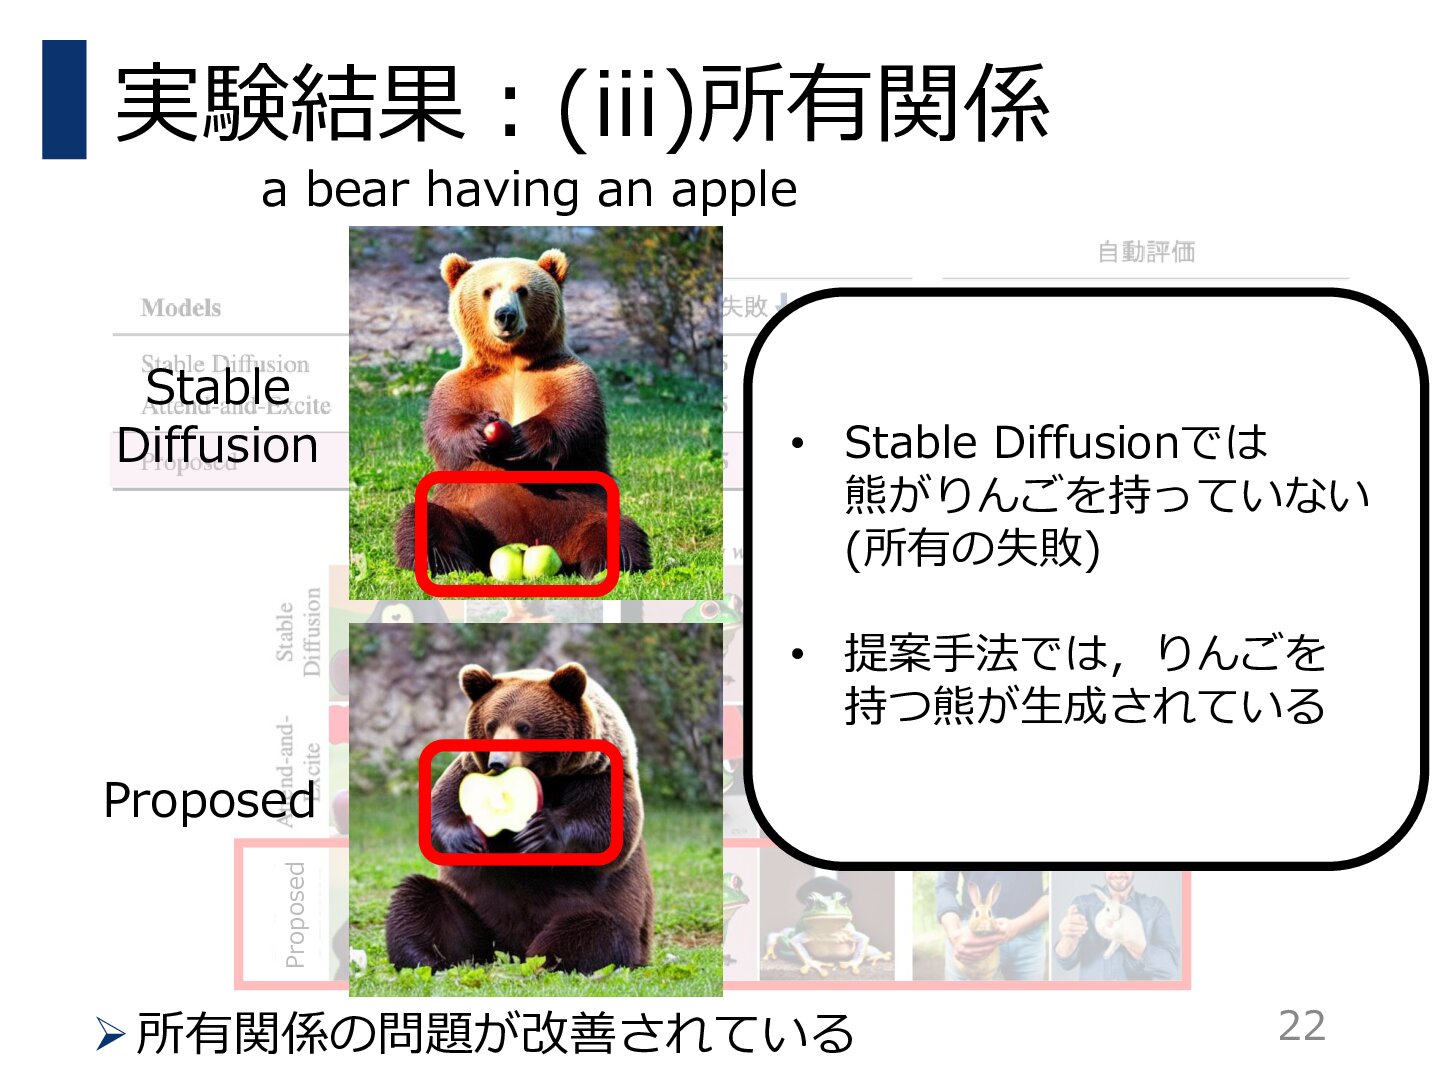 実験結果：(iii)所有関係
a bear having an apple
自動評価
Models
失敗
Stable Diffusion
Attend-and-Excite
Proposed
Stable
Diffusion
• Stable Diffusionでは
熊がりんごを持っていない
(所有の失敗)
• 提案手法では，りんごを
持つ熊が生成されている
Stable
Diffusion
Attend-and-
Excite
Proposed
Proposed
➢ 所有関係の問題が改善されている
22